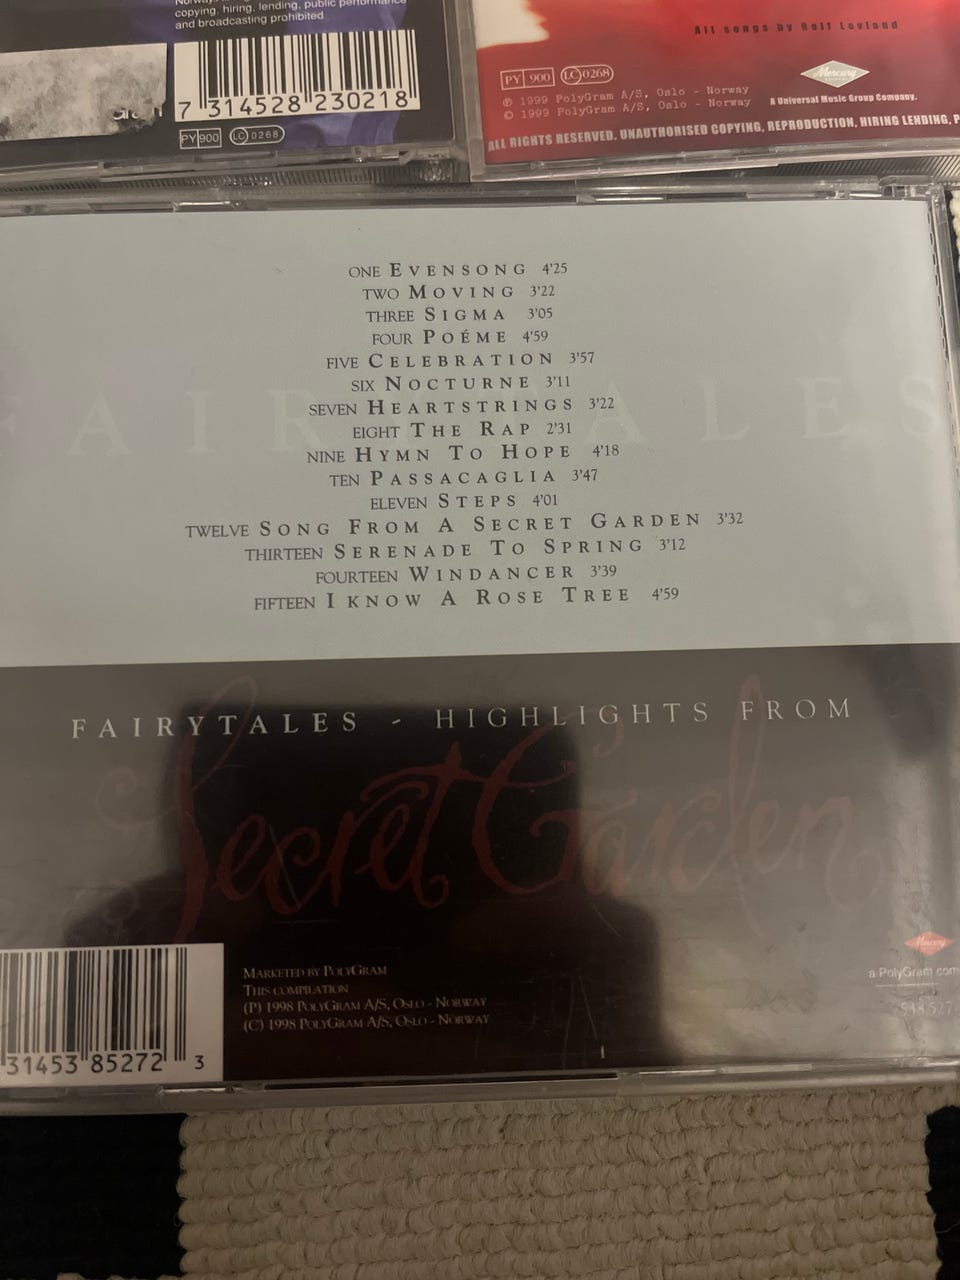 copying, hiring, lending, public performance
and broadcasting prohibited
7 314528 230218
PY 900 LC 0268
All songs by Rolf Lovland
PY 900 LC 0268
Mercury
℗ 1999 PolyGram A/S, Oslo - Norway
© 1999 PolyGram A/S, Oslo - Norway
A Universal Music Group Company.
ALL RIGHTS RESERVED. UNAUTHORISED COPYING, REPRODUCTION, HIRING LENDING, P
FAIRYTALES
ONE EVENSONG 4'25
TWO MOVING 3'22
THREE SIGMA 3'05
FOUR POÉME 4'59
FIVE CELEBRATION 3'57
SIX NOCTURNE 3'11
SEVEN HEARTSTRINGS 3'22
EIGHT THE RAP 2'31
NINE HYMN TO HOPE 4'18
TEN PASSACAGLIA 3'47
ELEVEN STEPS 4'01
TWELVE SONG FROM A SECRET GARDEN 3'32
THIRTEEN SERENADE TO SPRING 3'12
FOURTEEN WINDANCER 3'39
FIFTEEN I KNOW A ROSE TREE 4'59
FAIRYTALES - HIGHLIGHTS FROM
Secret Garden
Mercury
a PolyGram com
MARKETED BY POLYGRAM
THIS COMPILATION
(P) 1998 POLYGRAM A/S, OSLO - NORWAY
(C) 1998 POLYGRAM A/S, OSLO - NORWAY
31453 85272 3